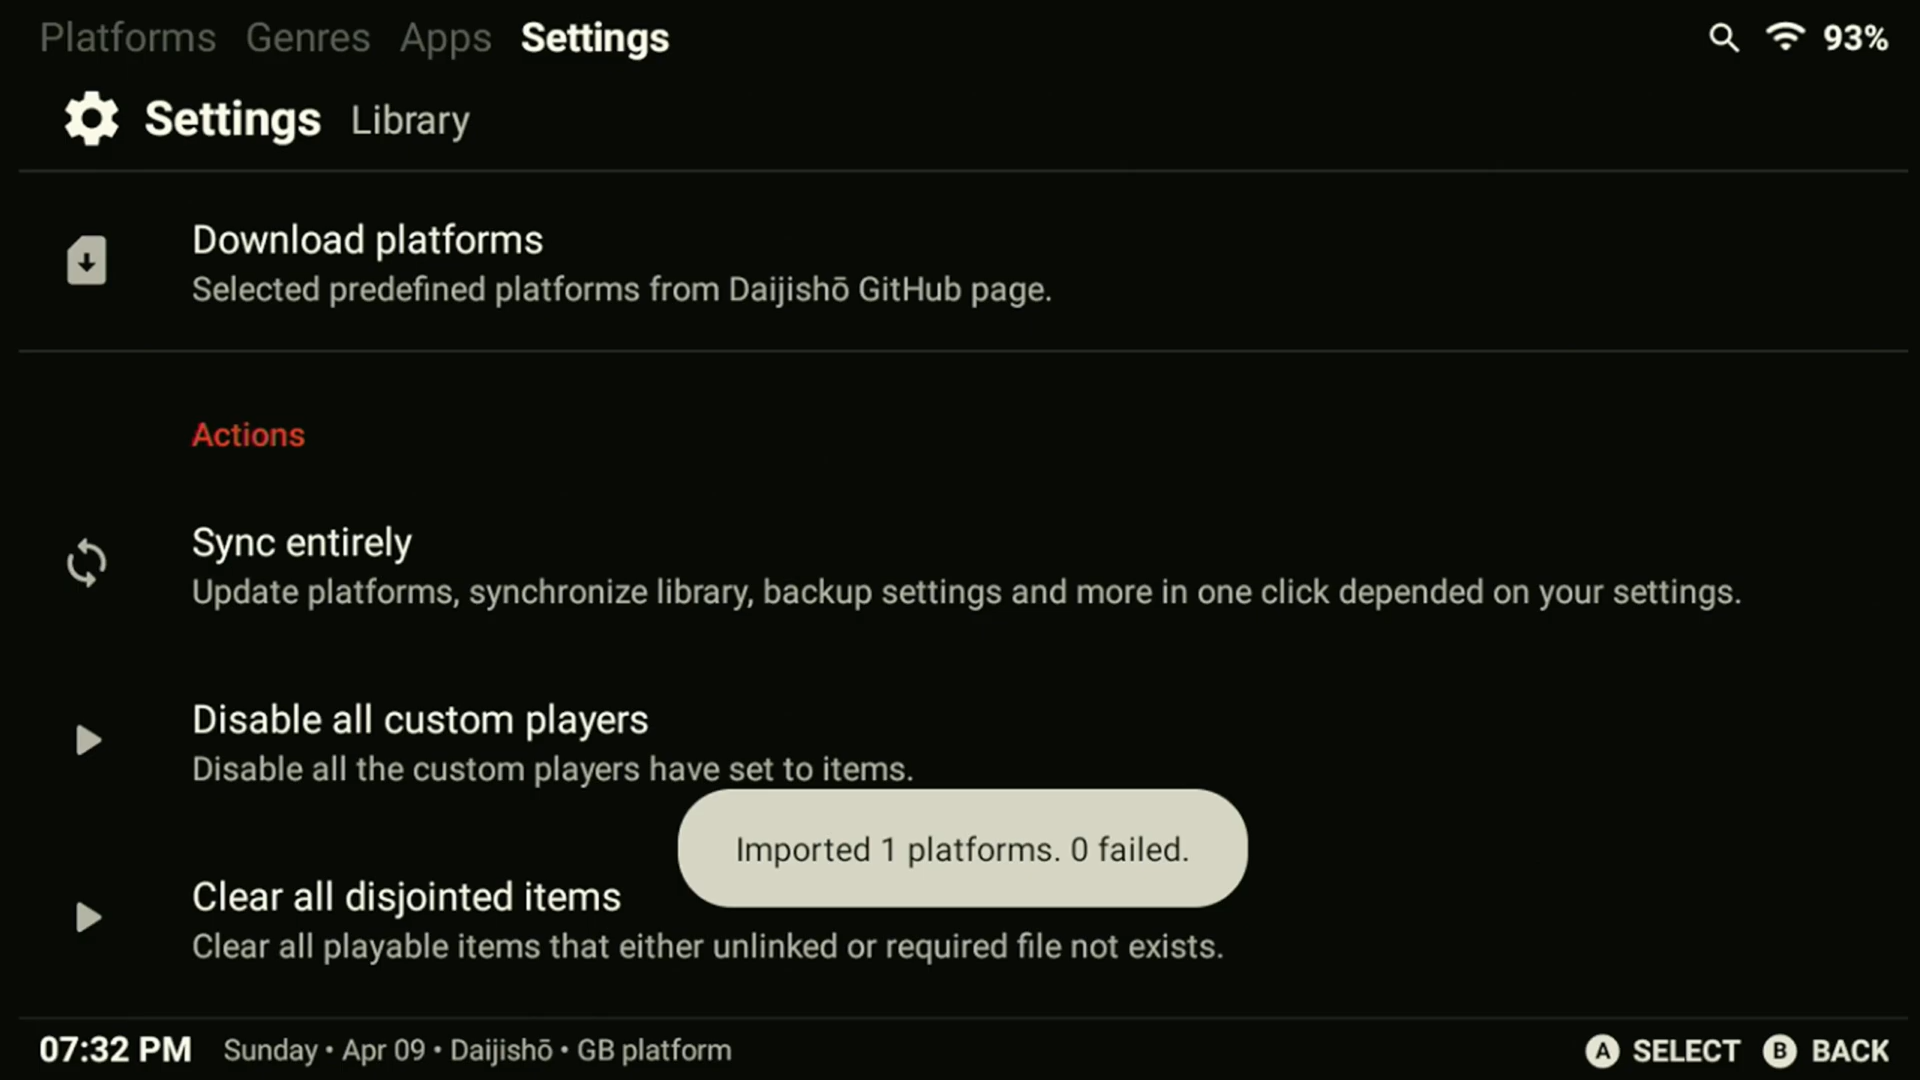 Platforms Genres Apps Settings 93%
Settings Library
Download platforms
Selected predefined platforms from Daijishō GitHub page.
Actions
Sync entirely
Update platforms, synchronize library, backup settings and more in one click depended on your settings.
Disable all custom players
Disable all the custom players have set to items.
Imported 1 platforms. 0 failed.
Clear all disjointed items
Clear all playable items that either unlinked or required file not exists.
07:32 PM Sunday • Apr 09 • Daijishō • GB platform A SELECT B BACK